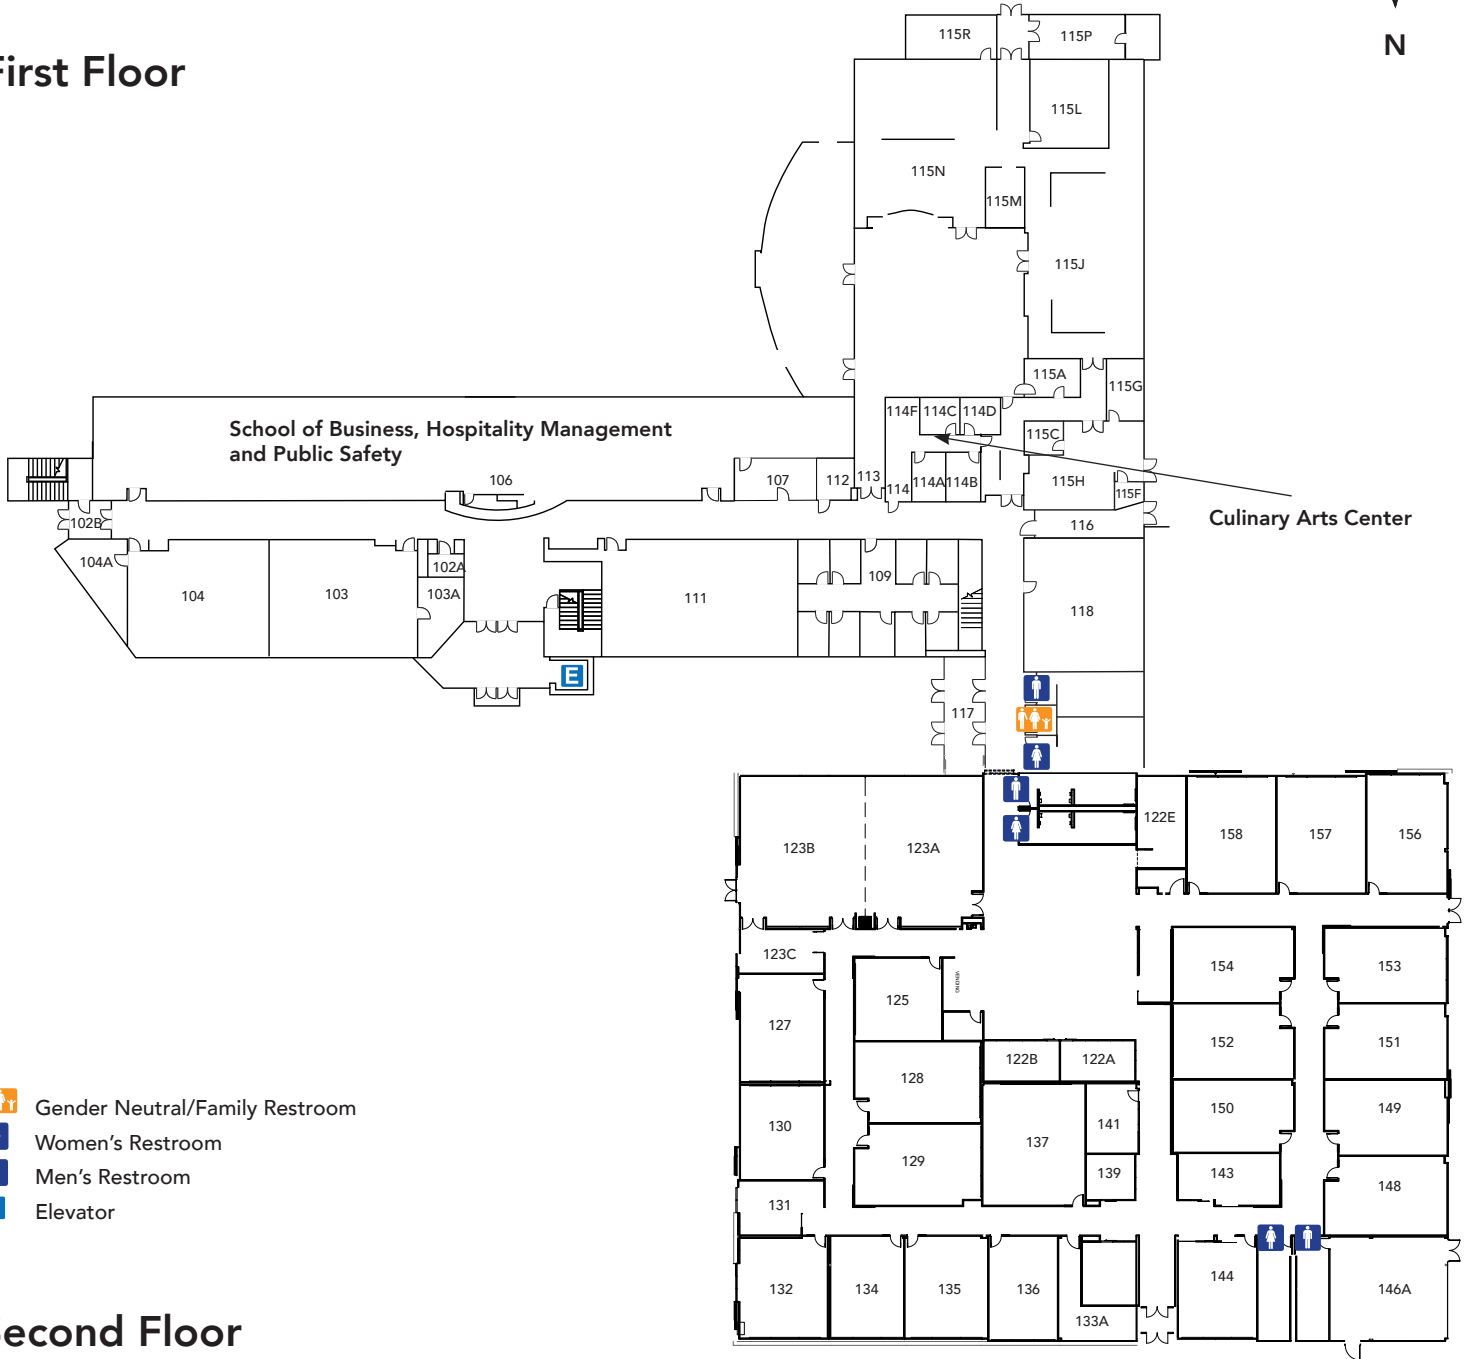 First Floor
N
115R
115P
115L
115N
115M
115J
115A
115G
School of Business, Hospitality Management
and Public Safety
114F
114C
114D
115C
106
107
112
113
114
114A
114B
115H
115F
102B
116
Culinary Arts Center
104A
104
103
102A
103A
111
109
118
E
117
123B
123A
122E
158
157
156
123C
VENDING
125
154
153
127
122B
122A
152
151
128
130
141
150
149
137
129
139
143
148
131
132
134
135
136
133A
144
146A
Gender Neutral/Family Restroom
Women's Restroom
Men's Restroom
Elevator
Second Floor